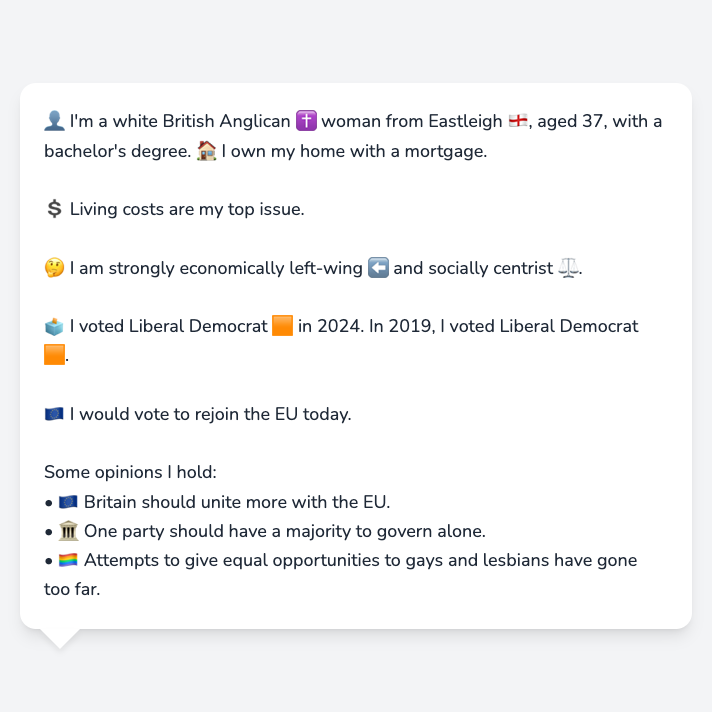 👤 I'm a white British Anglican ✝️ woman from Eastleigh 🏴󠁧󠁢󠁥󠁮󠁧󠁿, aged 37, with a
bachelor's degree. 🏠 I own my home with a mortgage.
💲 Living costs are my top issue.
🤔 I am strongly economically left-wing ⬅️ and socially centrist ⚖️.
🗳️ I voted Liberal Democrat 🟧 in 2024. In 2019, I voted Liberal Democrat
🟧.
🇪🇺 I would vote to rejoin the EU today.
Some opinions I hold:
• 🇪🇺 Britain should unite more with the EU.
• 🏛️ One party should have a majority to govern alone.
• 🏳️‍🌈 Attempts to give equal opportunities to gays and lesbians have gone
too far.